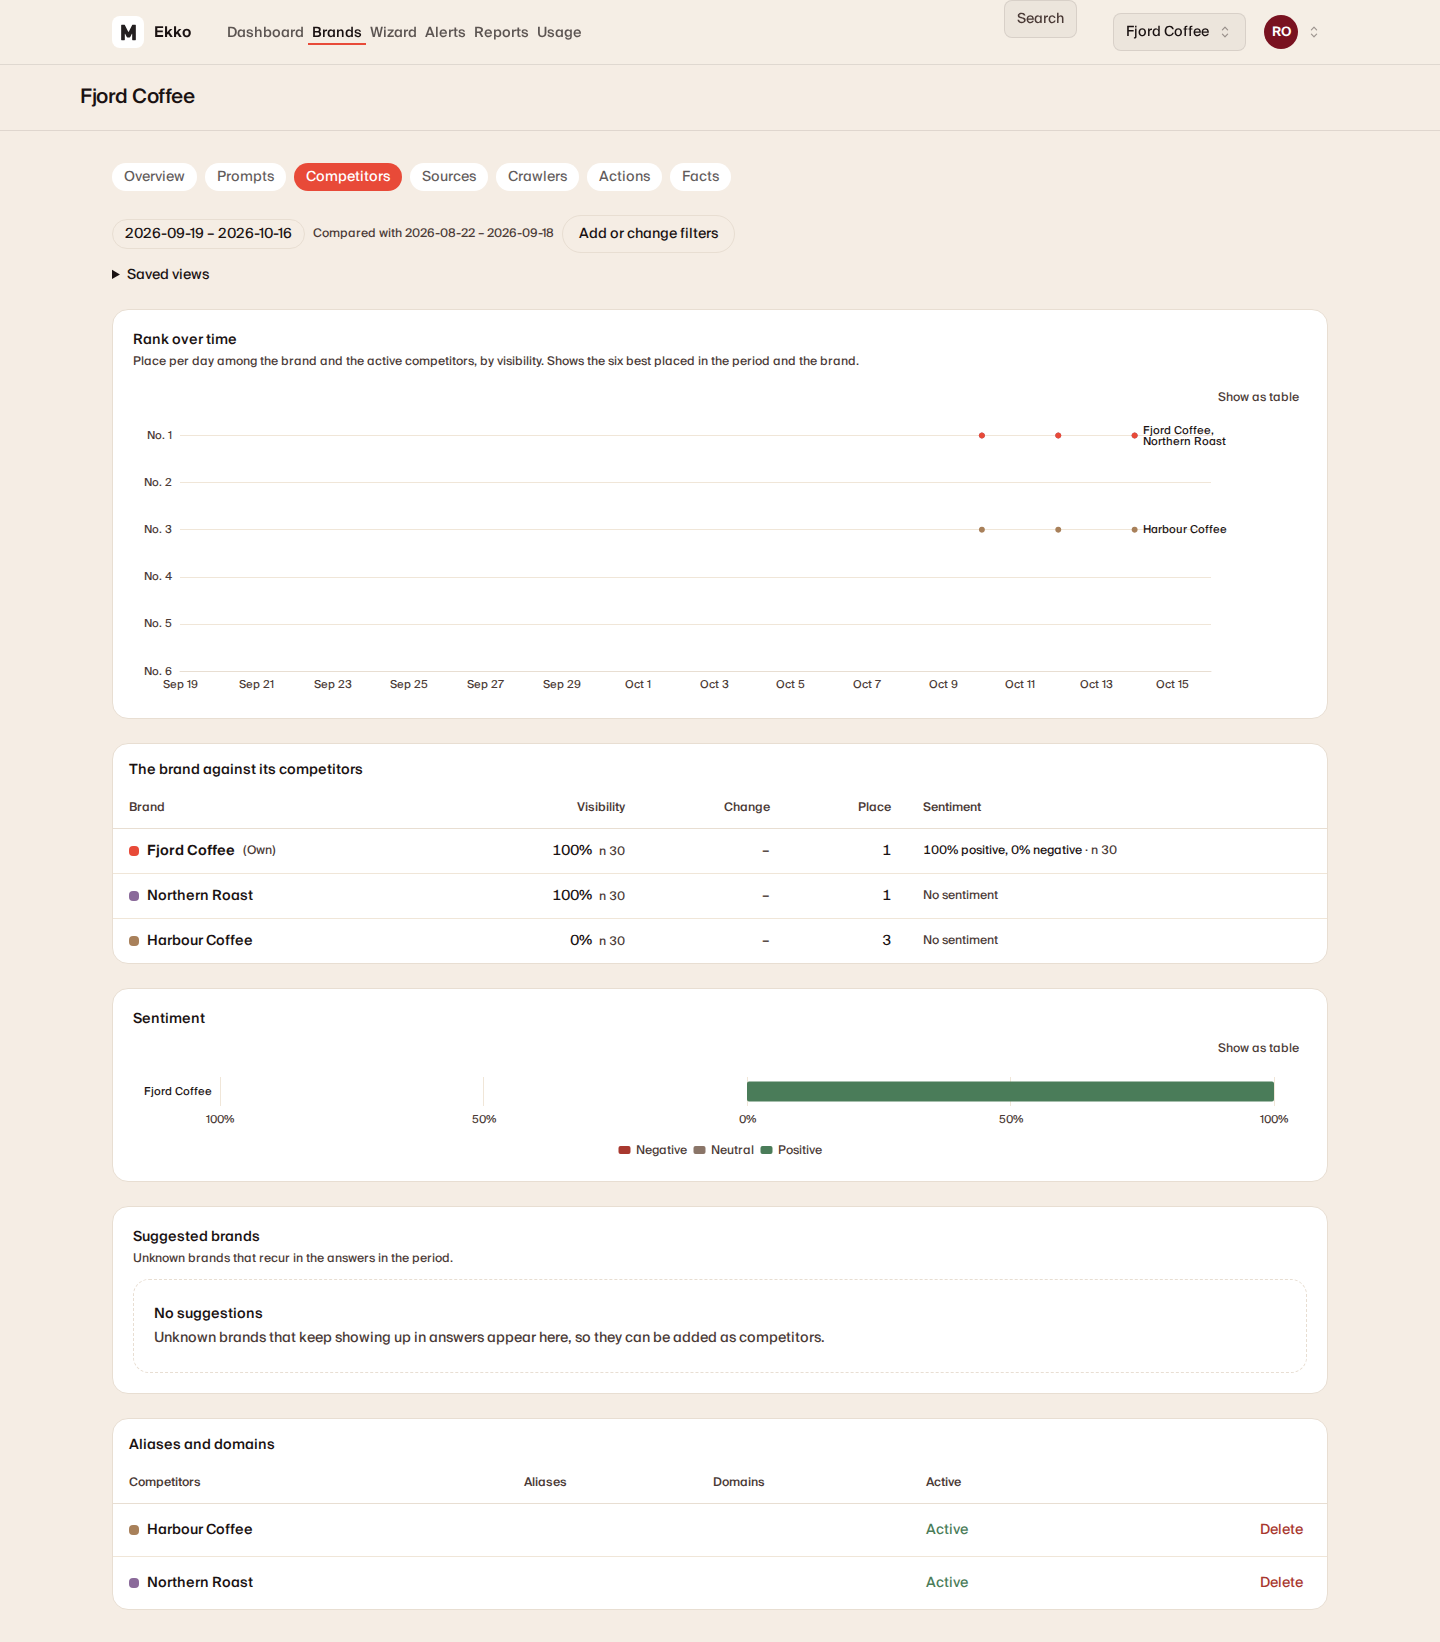 M Ekko Dashboard Brands Wizard Alerts Reports Usage Search Fjord Coffee RO
Fjord Coffee
Overview Prompts Competitors Sources Crawlers Actions Facts
2026-09-19 – 2026-10-16 Compared with 2026-08-22 – 2026-09-18 Add or change filters
Saved views
Rank over time
Place per day among the brand and the active competitors, by visibility. Shows the six best placed in the period and the brand.
Show as table
No. 1 Fjord Coffee,
Northern Roast
No. 2
No. 3 Harbour Coffee
No. 4
No. 5
No. 6
Sep 19 Sep 21 Sep 23 Sep 25 Sep 27 Sep 29 Oct 1 Oct 3 Oct 5 Oct 7 Oct 9 Oct 11 Oct 13 Oct 15
The brand against its competitors
Brand Visibility Change Place Sentiment
Fjord Coffee (Own) 100% n 30 – 1 100% positive, 0% negative · n 30
Northern Roast 100% n 30 – 1 No sentiment
Harbour Coffee 0% n 30 – 3 No sentiment
Sentiment
Show as table
Fjord Coffee
100% 50% 0% 50% 100%
Negative Neutral Positive
Suggested brands
Unknown brands that recur in the answers in the period.
No suggestions
Unknown brands that keep showing up in answers appear here, so they can be added as competitors.
Aliases and domains
Competitors Aliases Domains Active
Harbour Coffee Active Delete
Northern Roast Active Delete